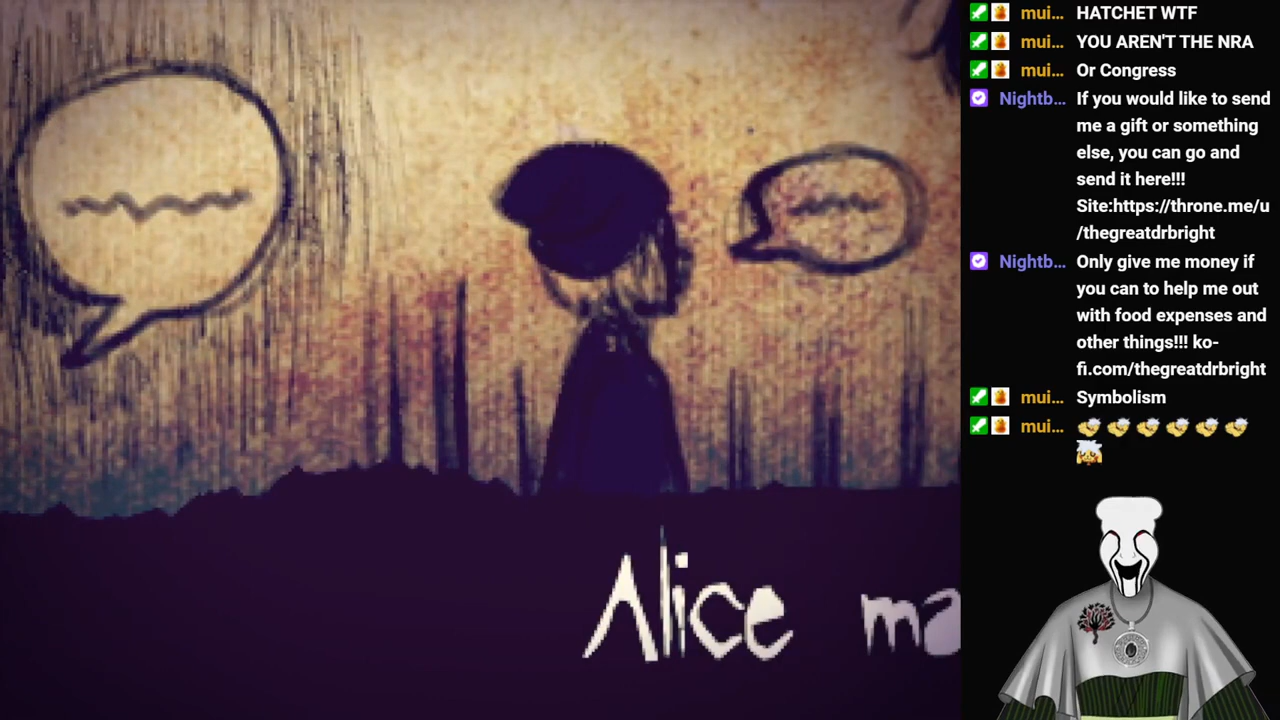 mui... HATCHET WTF
mui... YOU AREN'T THE NRA
mui... Or Congress
Nightb... If you would like to send
me a gift or something
else, you can go and
send it here!!!
Site:https://throne.me/u
/thegreatdrbright
Nightb... Only give me money if
you can to help me out
with food expenses and
other things!!! ko-
fi.com/thegreatdrbright
mui... Symbolism
mui...
Alice ma